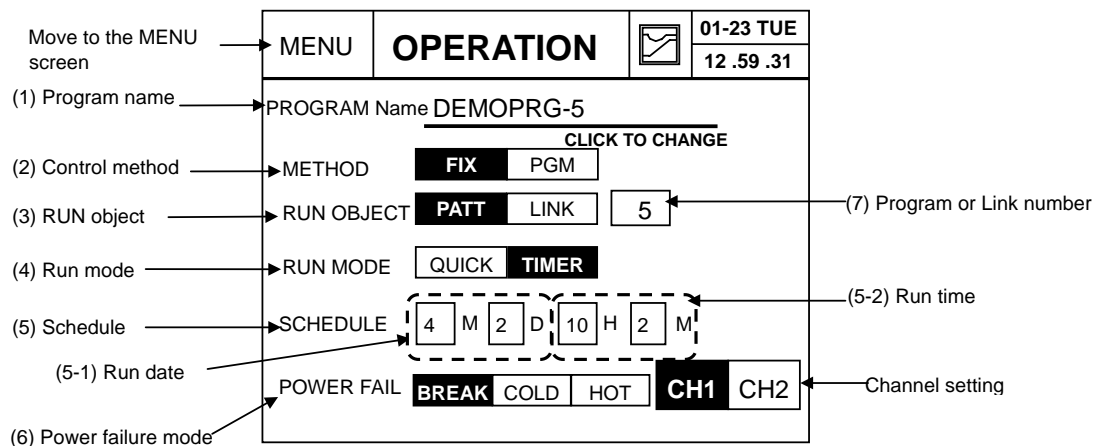 Move to the MENU
screen
MENU
OPERATION
01-23 TUE
12 .59 .31
(1) Program name
PROGRAM Name DEMOPRG-5
CLICK TO CHANGE
(2) Control method
METHOD FIX PGM
(3) RUN object
RUN OBJECT PATT LINK 5
(7) Program or Link number
(4) Run mode
RUN MODE QUICK TIMER
(5-2) Run time
(5) Schedule
SCHEDULE 4 M 2 D 10 H 2 M
(5-1) Run date
POWER FAIL BREAK COLD HOT CH1 CH2
Channel setting
(6) Power failure mode